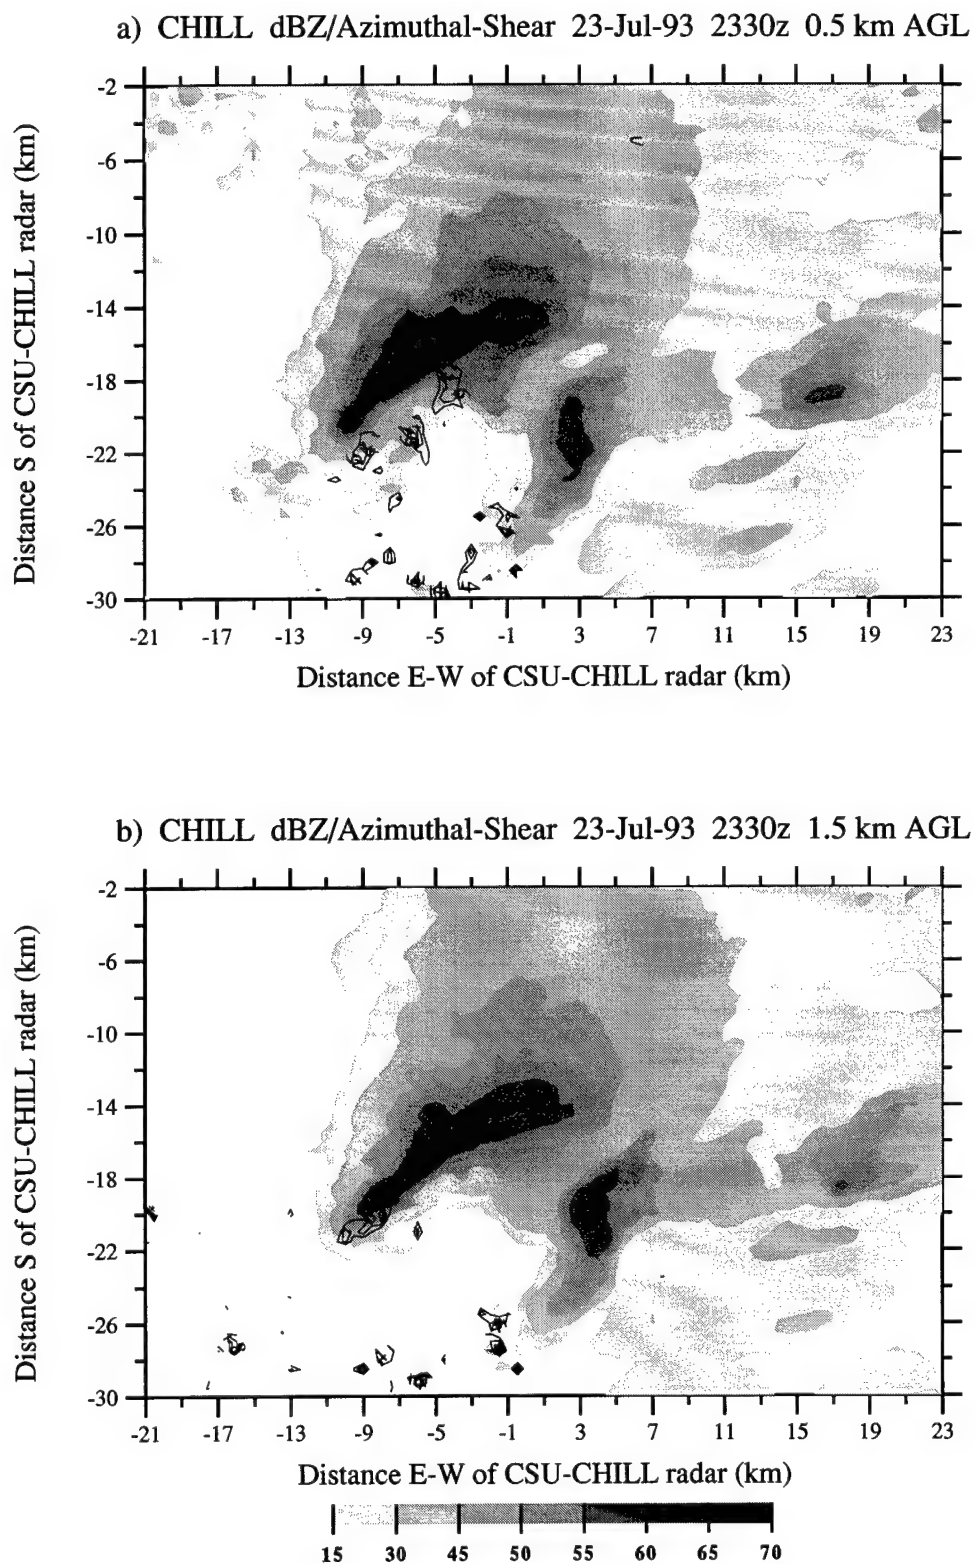 a) CHILL dBZ/Azimuthal-Shear 23-Jul-93 2330z 0.5 km AGL
-2
-6
-10
-14
-18
-22
-26
-30
Distance S of CSU-CHILL radar (km)
-21 -17 -13 -9 -5 -1 3 7 11 15 19 23
Distance E-W of CSU-CHILL radar (km)
b) CHILL dBZ/Azimuthal-Shear 23-Jul-93 2330z 1.5 km AGL
-2
-6
-10
-14
-18
-22
-26
-30
Distance S of CSU-CHILL radar (km)
-21 -17 -13 -9 -5 -1 3 7 11 15 19 23
Distance E-W of CSU-CHILL radar (km)
15 30 45 50 55 60 65 70